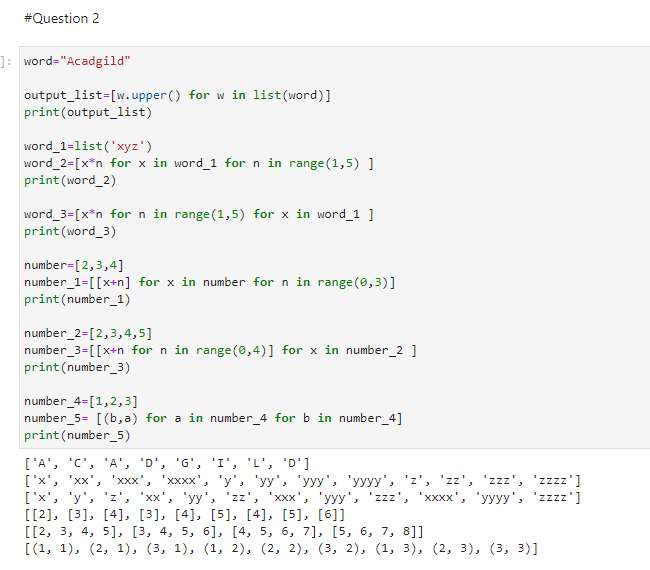 #Question 2
]: word="Acadgild"
output_list=[w.upper() for w in list(word)]
print(output_list)
word_1=list('xyz')
word_2=[x*n for x in word_1 for n in range(1,5) ]
print(word_2)
word_3=[x*n for n in range(1,5) for x in word_1 ]
print(word_3)
number=[2,3,4]
number_1=[[x+n] for x in number for n in range(0,3)]
print(number_1)
number_2=[2,3,4,5]
number_3=[[x+n for n in range(0,4)] for x in number_2 ]
print(number_3)
number_4=[1,2,3]
number_5= [(b,a) for a in number_4 for b in number_4]
print(number_5)
['A', 'C', 'A', 'D', 'G', 'I', 'L', 'D']
['x', 'xx', 'xxx', 'xxxx', 'y', 'yy', 'yyy', 'yyyy', 'z', 'zz', 'zzz', 'zzzz']
['x', 'y', 'z', 'xx', 'yy', 'zz', 'xxx', 'yyy', 'zzz', 'xxxx', 'yyyy', 'zzzz']
[[2], [3], [4], [3], [4], [5], [4], [5], [6]]
[[2, 3, 4, 5], [3, 4, 5, 6], [4, 5, 6, 7], [5, 6, 7, 8]]
[(1, 1), (2, 1), (3, 1), (1, 2), (2, 2), (3, 2), (1, 3), (2, 3), (3, 3)]